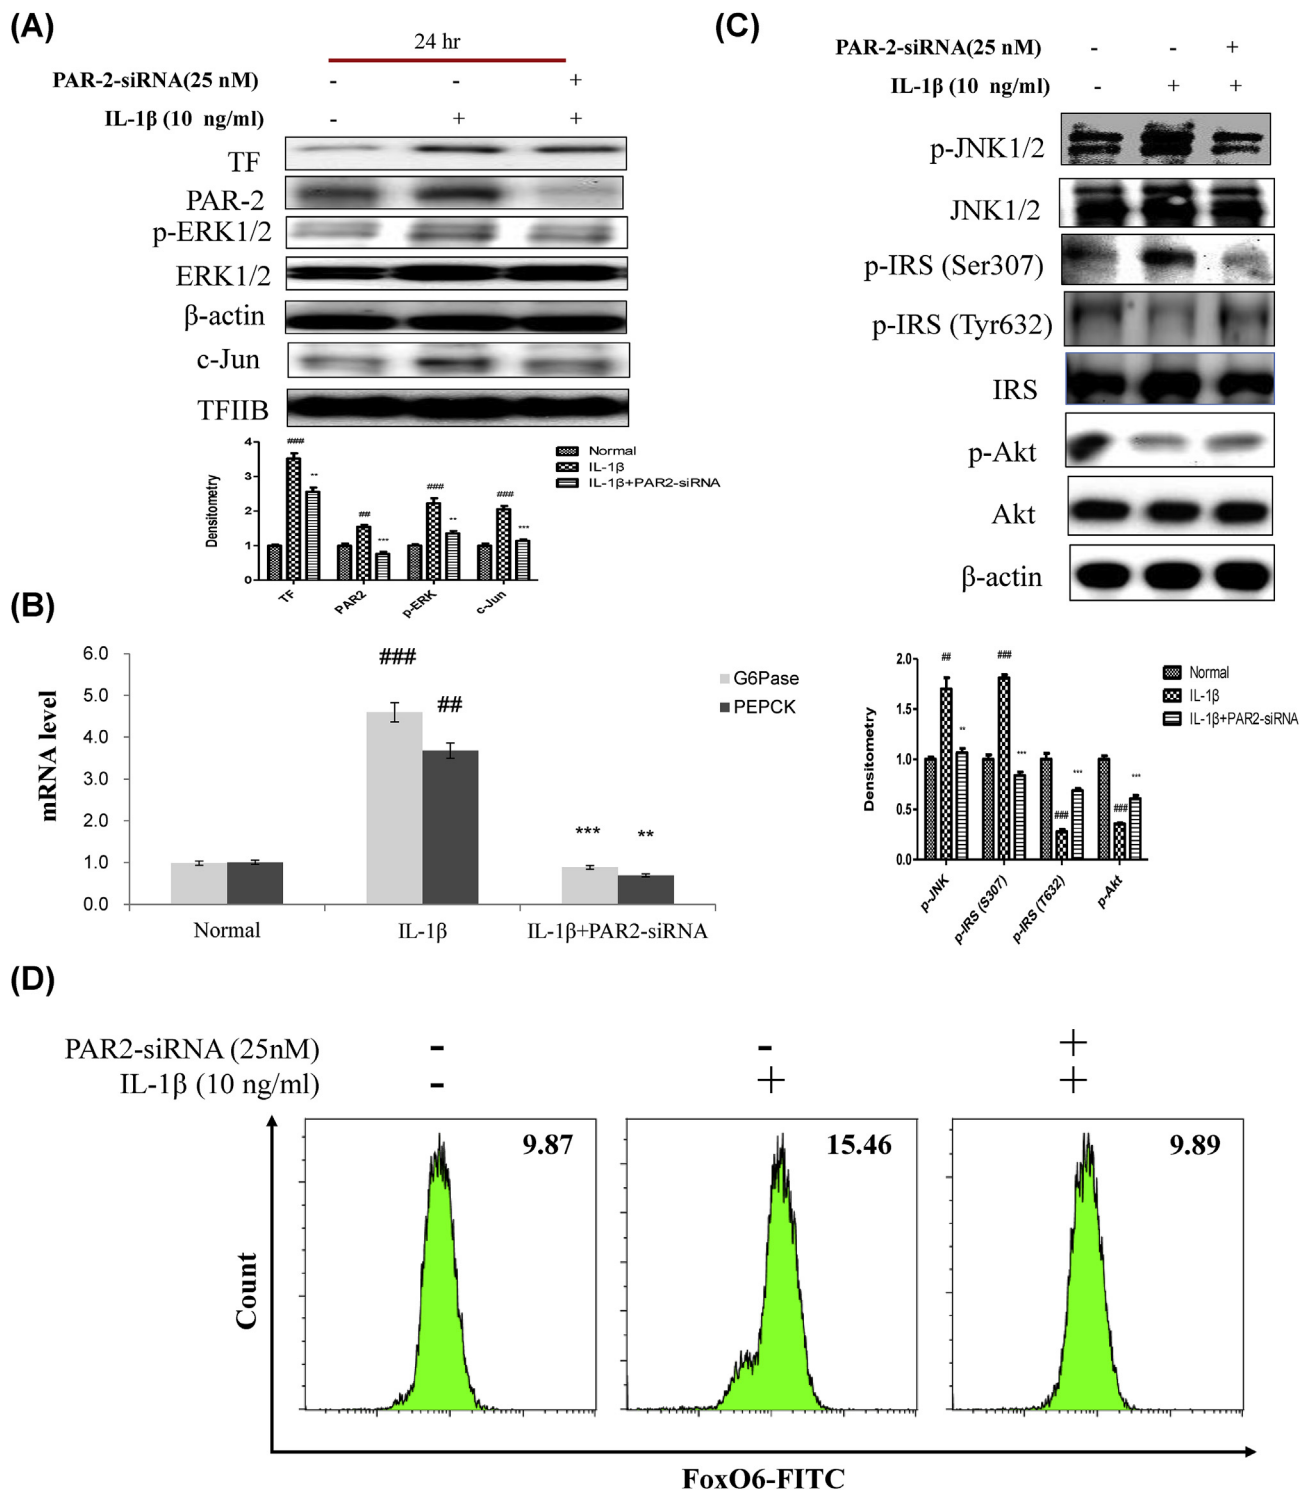 (A)
24 hr
PAR-2-siRNA(25 nM) - - +
IL-1β (10 ng/ml) - + +
TF
PAR-2
p-ERK1/2
ERK1/2
β-actin
c-Jun
TFIIB
Densitometry
4
3
2
1
0
###
**
##
***
###
**
###
***
TF
PAR2
p-ERK
c-Jun
Normal
IL-1β
IL-1β+PAR2-siRNA
(B)
mRNA level
6.0
5.0
4.0
3.0
2.0
1.0
0.0
###
##
***
**
Normal
IL-1β
IL-1β+PAR2-siRNA
G6Pase
PEPCK
(C)
PAR-2-siRNA(25 nM) - - +
IL-1β (10 ng/ml) - + +
p-JNK1/2
JNK1/2
p-IRS (Ser307)
p-IRS (Tyr632)
IRS
p-Akt
Akt
β-actin
Densitometry
2.0
1.5
1.0
0.5
0.0
##
**
###
***
###
***
###
***
p-JNK
p-IRS (S307)
p-IRS (T632)
p-Akt
Normal
IL-1β
IL-1β+PAR2-siRNA
(D)
PAR2-siRNA (25nM) - - +
IL-1β (10 ng/ml) - + +
9.87
15.46
9.89
Count
FoxO6-FITC